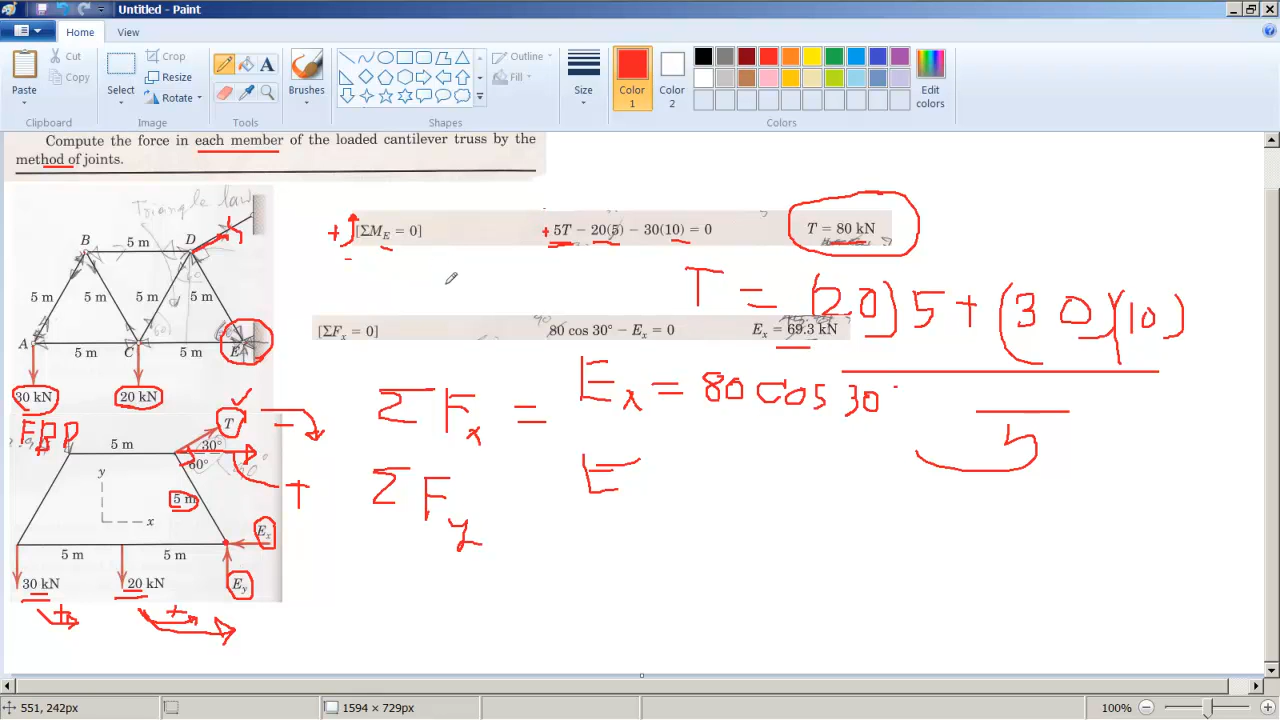 Untitled - Paint
Home View
Paste
Cut
Copy
Clipboard
Select
Crop
Resize
Rotate
Image
Tools
Brushes
Shapes
Outline
Fill
Size
Color 1
Color 2
Edit colors
Colors
Compute the force in each member of the loaded cantilever truss by the
method of joints.
Triangle law
B 5 m D
5 m 5 m 5 m 5 m
A 5 m C 5 m E
30 kN 20 kN
FBD
5 m
T
30°
60°
y
x
5 m
5 m 5 m
Ex
Ey
30 kN 20 kN
+ +
−
+
+ [ΣM_E = 0] + 5T − 20(5) − 30(10) = 0 T = 80 kN
−
T = (20)5 + (30)(10)
5
[ΣFx = 0] 80 cos 30° − Ex = 0 Ex = 69.3 kN
ΣFx = Ex = 80 cos 30
ΣFy E
551, 242px
1594 × 729px
100%